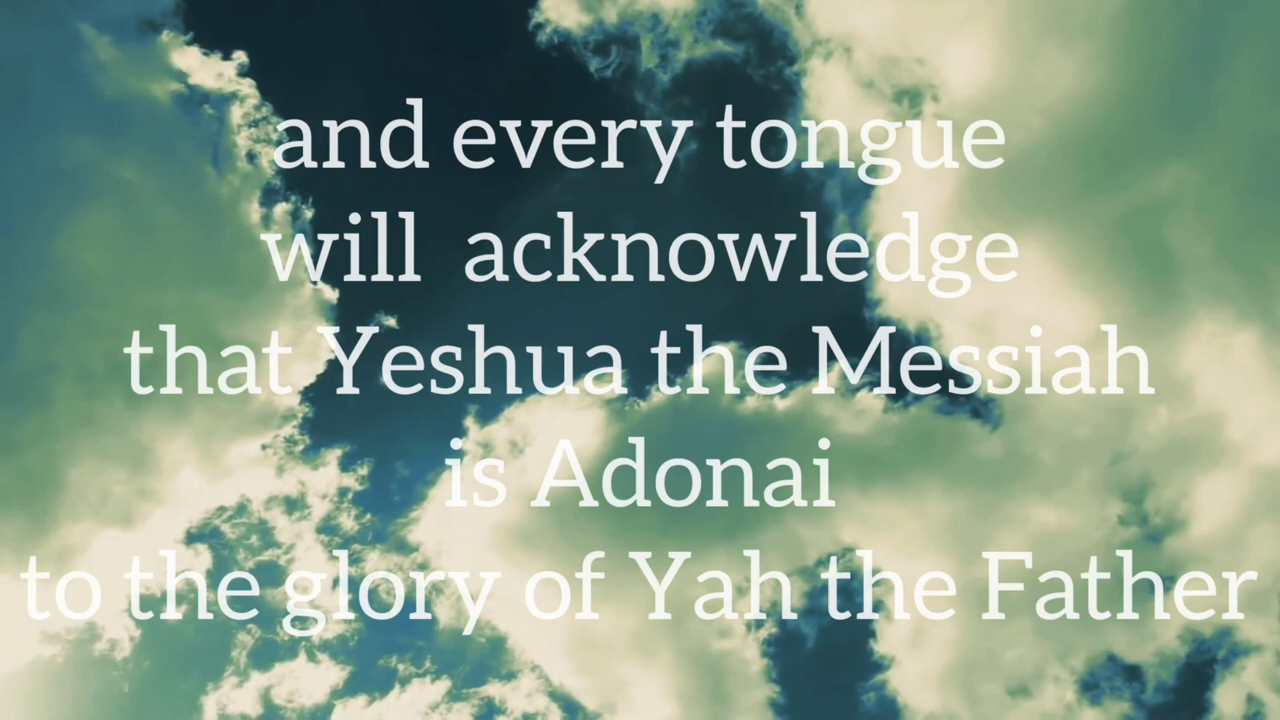 and every tongue
will  acknowledge
that Yeshua the Messiah
is Adonai
to the glory of Yah the Father